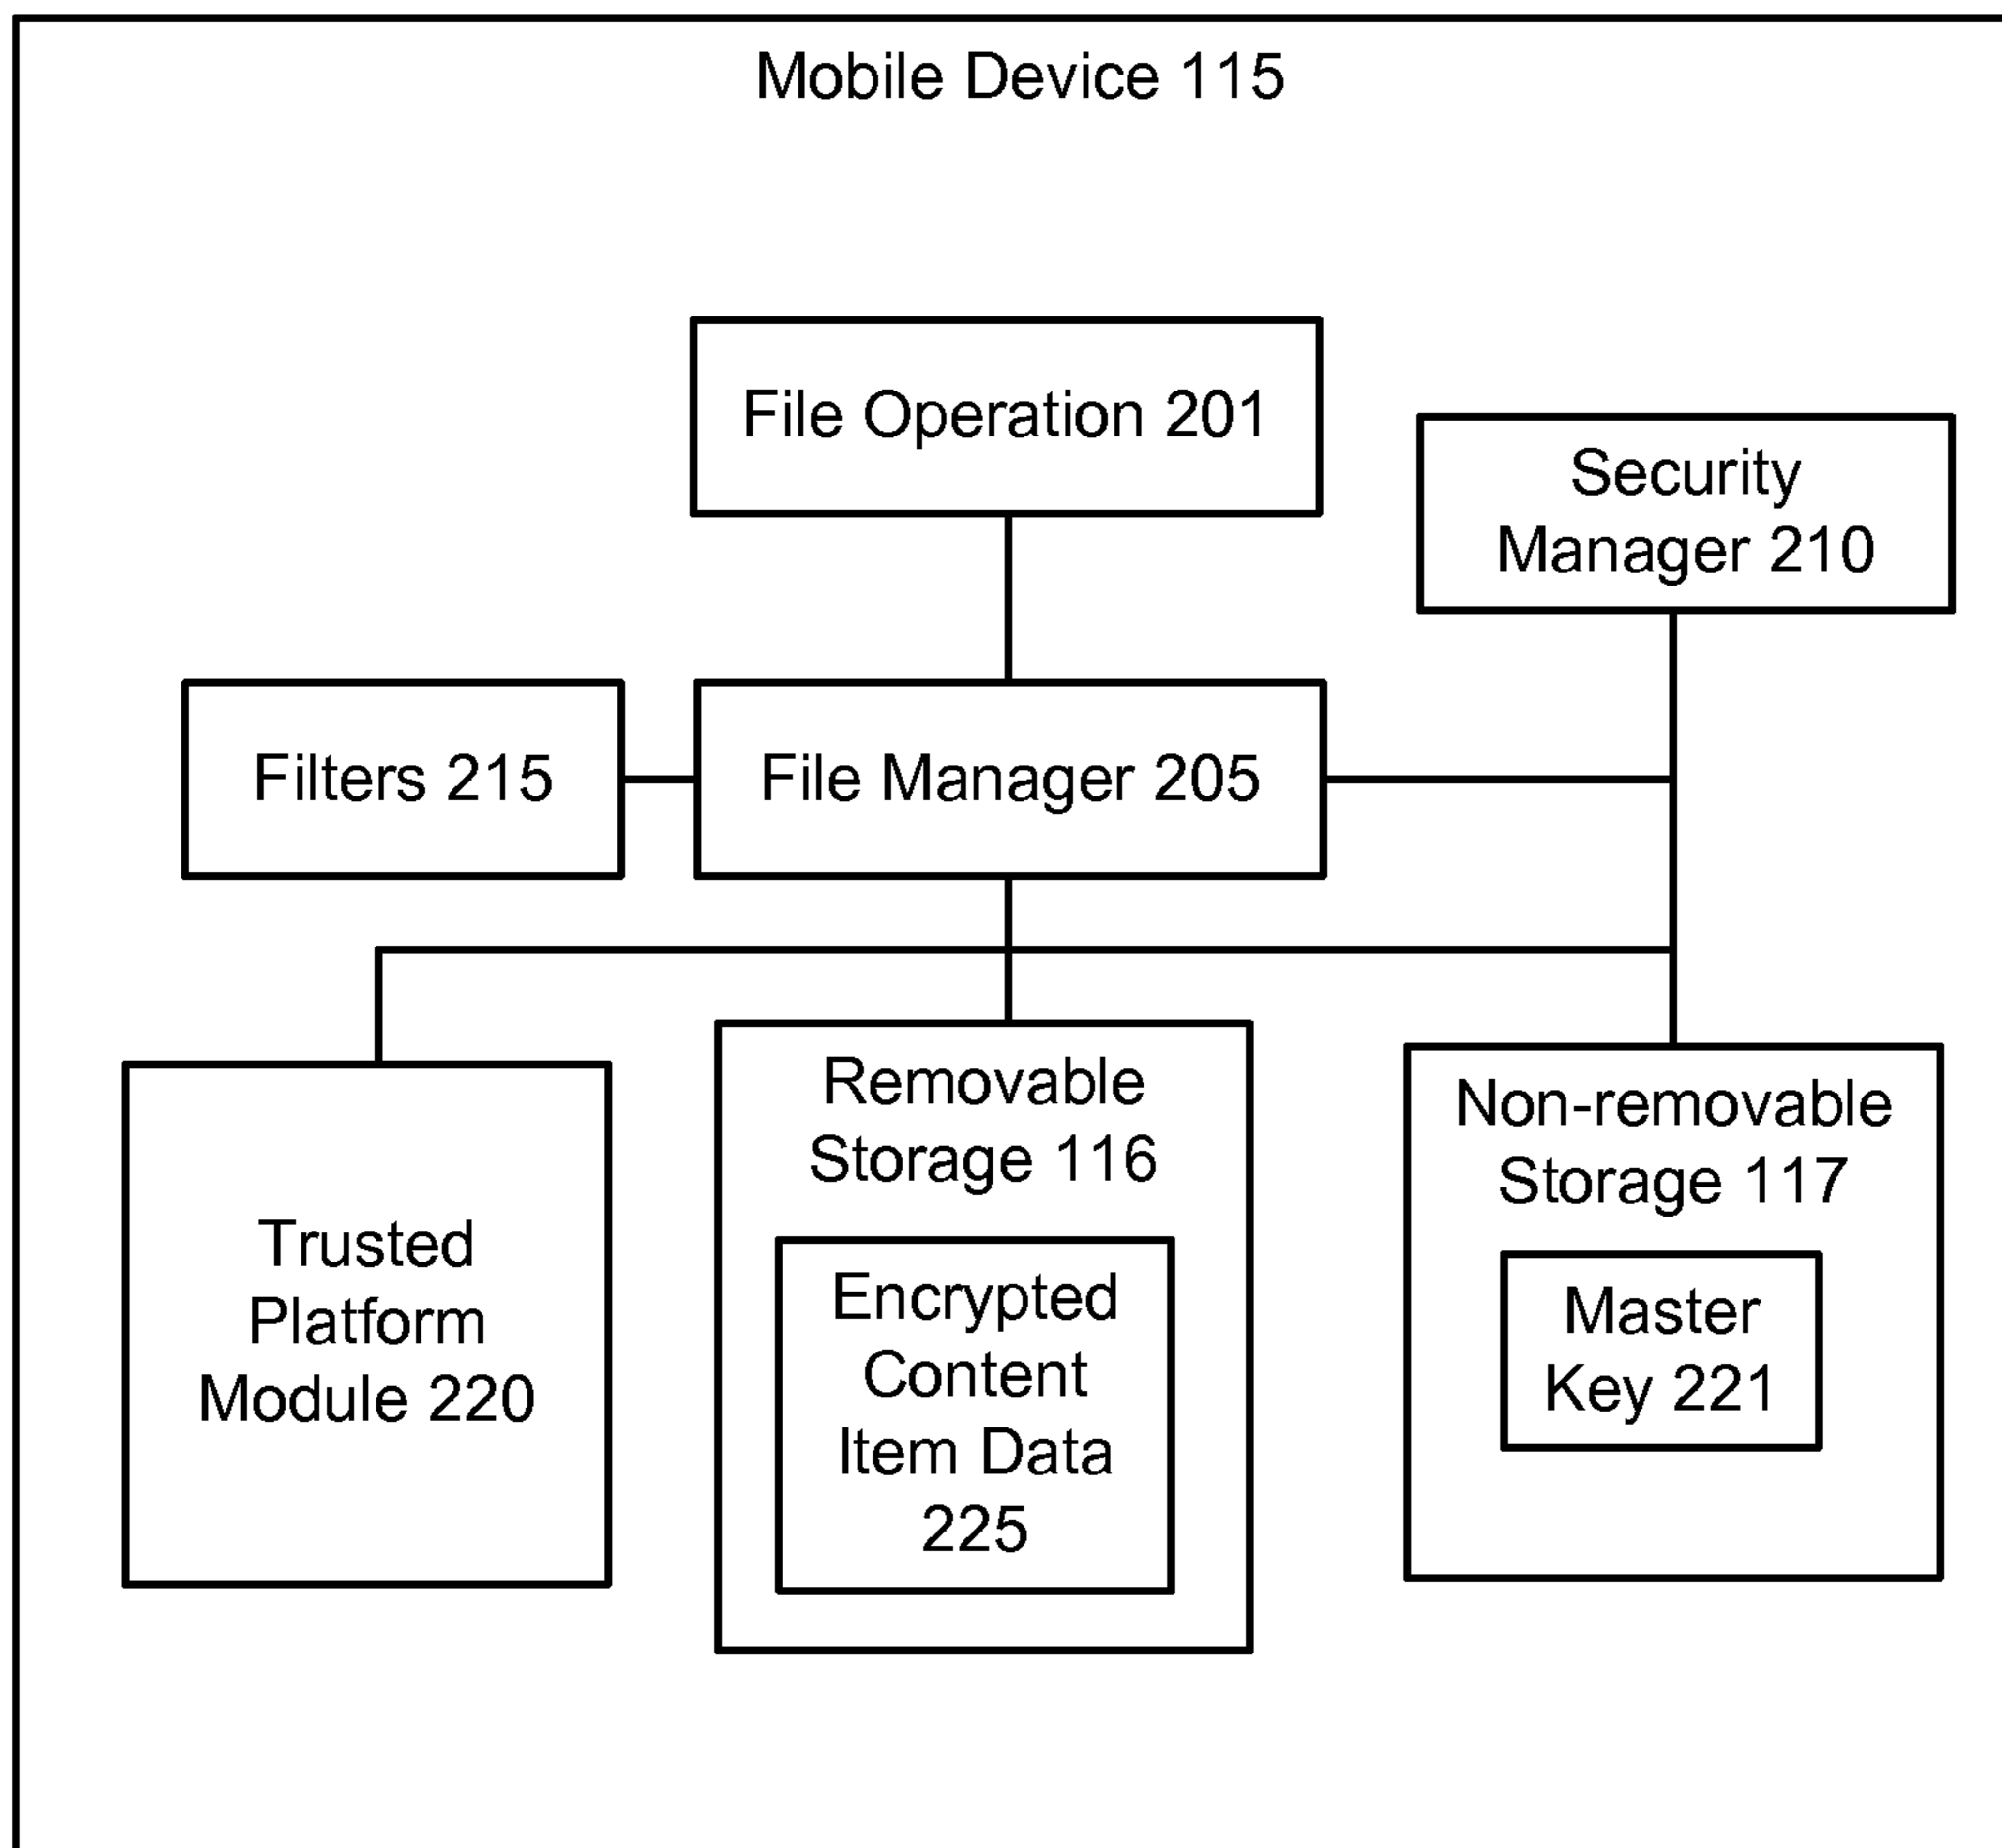 Mobile Device 115
File Operation 201
Security
Manager 210
Filters 215
File Manager 205
Trusted
Platform
Module 220
Removable
Storage 116
Encrypted
Content
Item Data
225
Non-removable
Storage 117
Master
Key 221